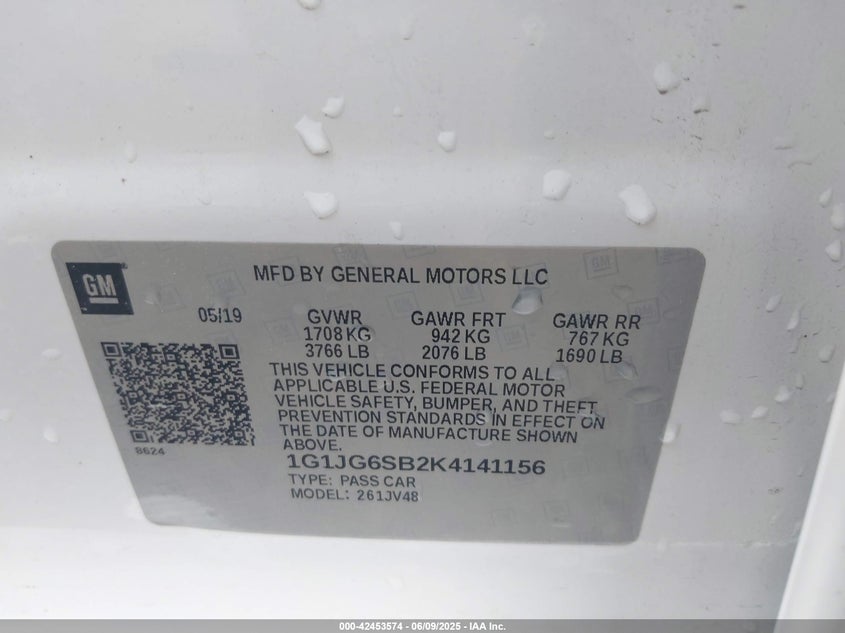 GM
MFD BY GENERAL MOTORS LLC
05/19
GVWR
1708 KG
3766 LB
GAWR FRT
942 KG
2076 LB
GAWR RR
767 KG
1690 LB
THIS VEHICLE CONFORMS TO ALL
APPLICABLE U.S. FEDERAL MOTOR
VEHICLE SAFETY, BUMPER, AND THEFT
PREVENTION STANDARDS IN EFFECT ON
THE DATE OF MANUFACTURE SHOWN
ABOVE.
8624
1G1JG6SB2K4141156
TYPE: PASS CAR
MODEL: 261JV48
000-42453574 - 06/09/2025 - IAA Inc.